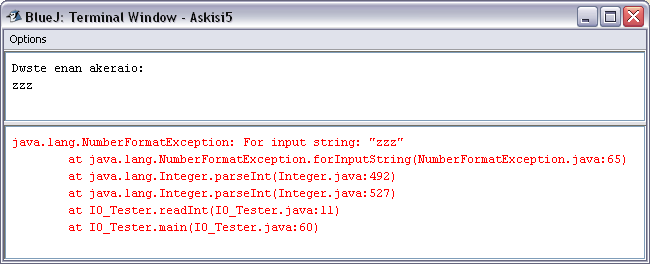 BlueJ: Terminal Window - Askisi5
Options
Dwste enan akeraio:
zzz
java.lang.NumberFormatException: For input string: "zzz"
at java.lang.NumberFormatException.forInputString(NumberFormatException.java:65)
at java.lang.Integer.parseInt(Integer.java:492)
at java.lang.Integer.parseInt(Integer.java:527)
at IO_Tester.readInt(IO_Tester.java:11)
at IO_Tester.main(IO_Tester.java:60)